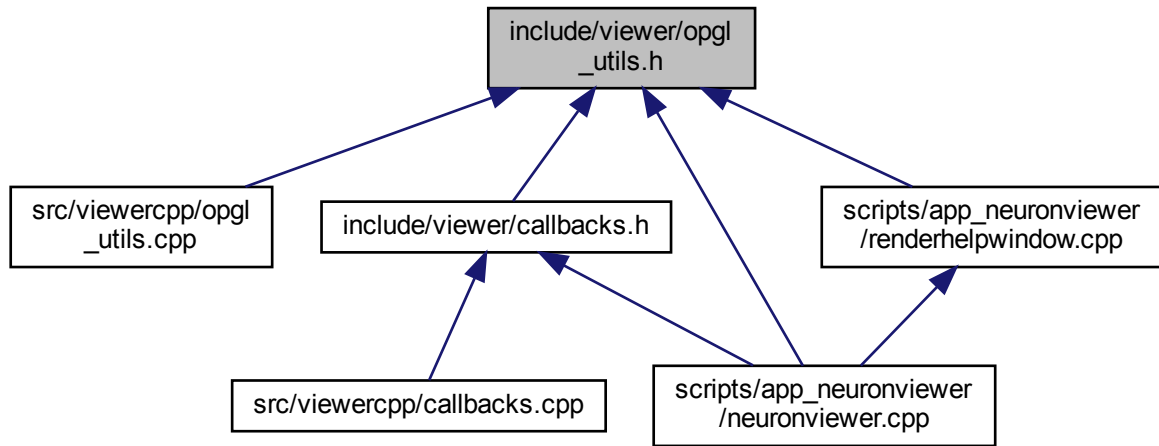 include/viewer/opgl
_utils.h
src/viewercpp/opgl
_utils.cpp
include/viewer/callbacks.h
scripts/app_neuronviewer
/renderhelpwindow.cpp
src/viewercpp/callbacks.cpp
scripts/app_neuronviewer
/neuronviewer.cpp